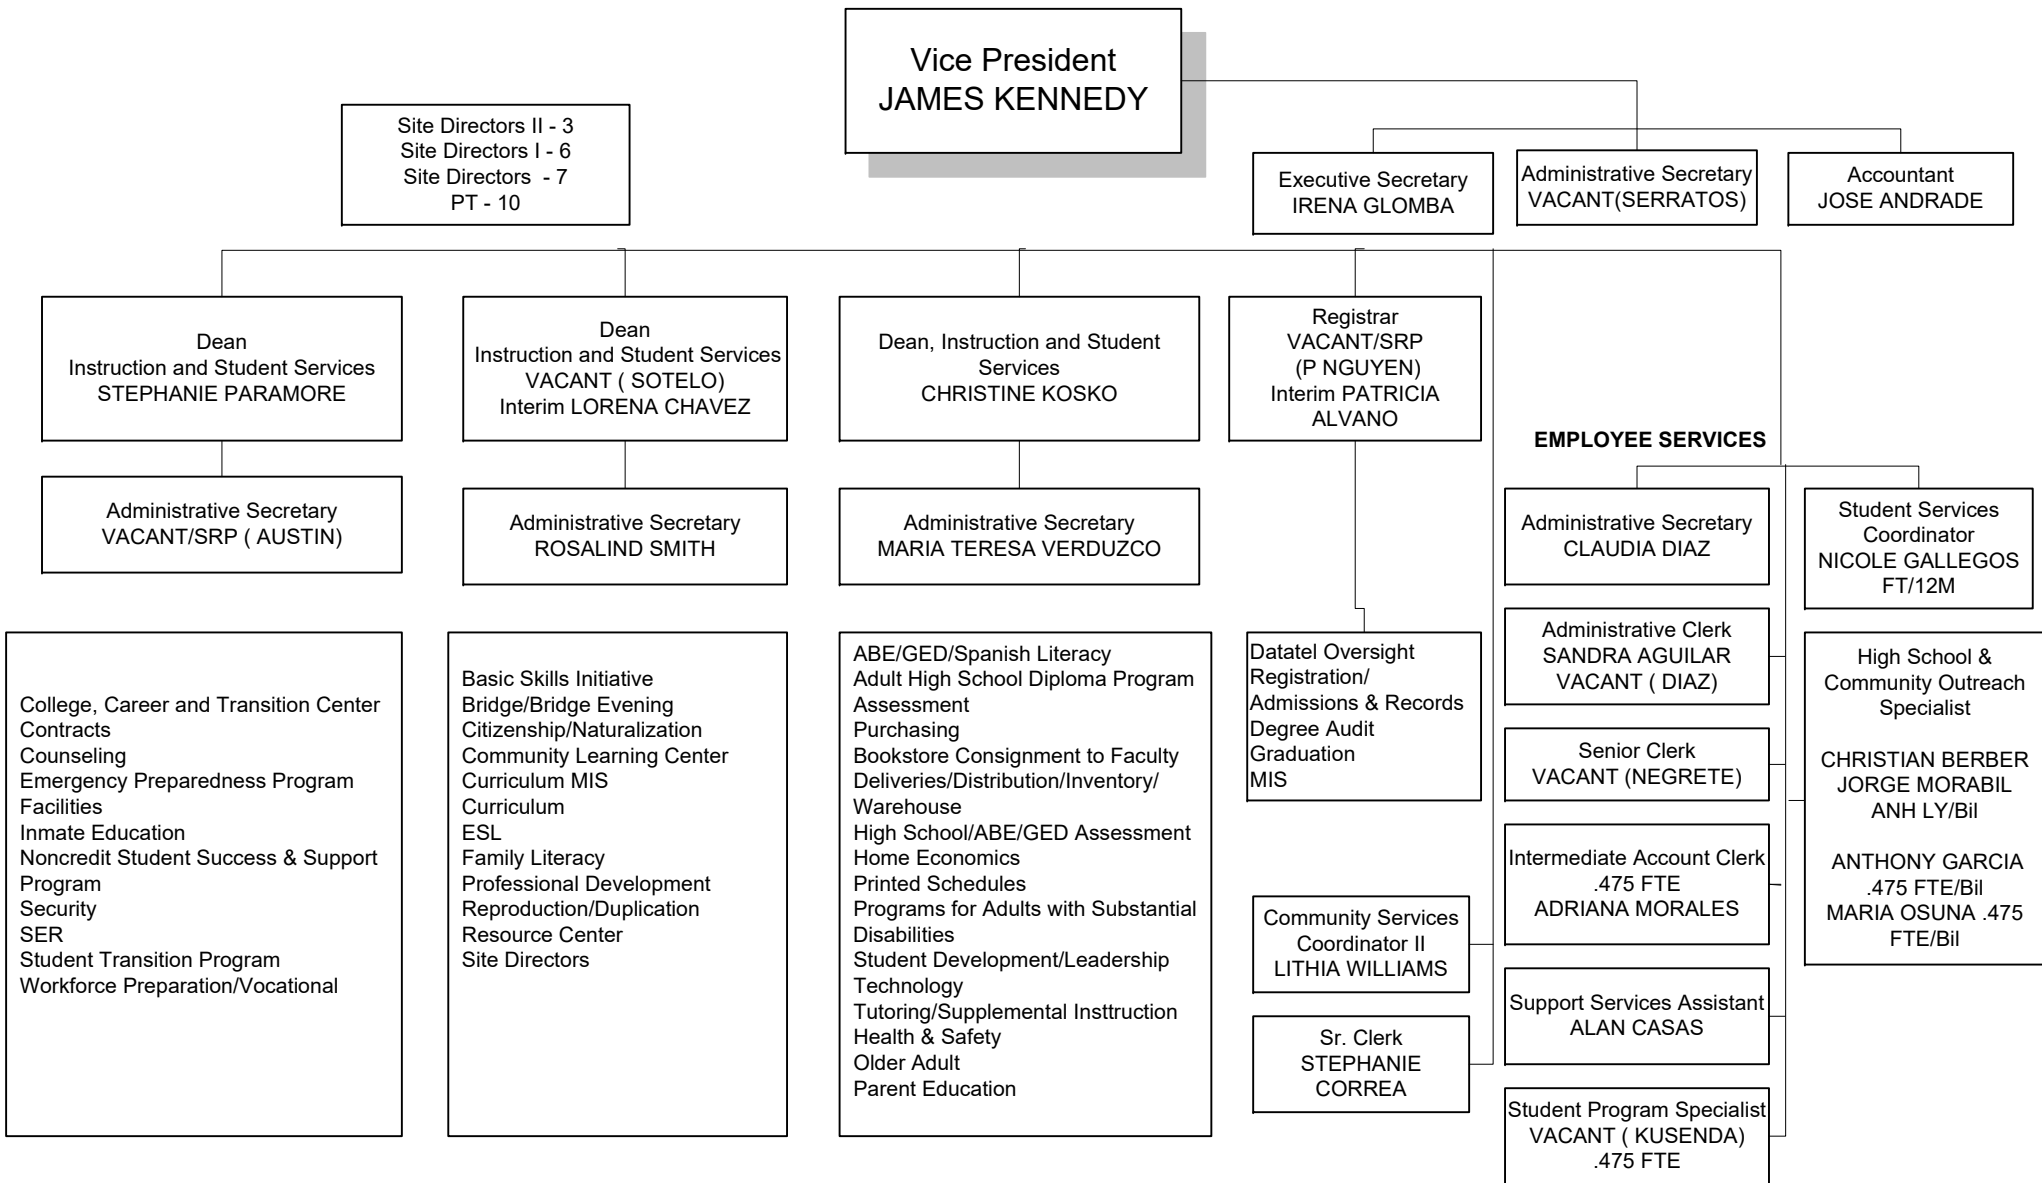 Vice President
JAMES KENNEDY
Site Directors II - 3
Site Directors I - 6
Site Directors - 7
PT - 10
Executive Secretary
IRENA GLOMBA
Administrative Secretary
VACANT(SERRATOS)
Accountant
JOSE ANDRADE
Dean
Instruction and Student Services
STEPHANIE PARAMORE
Dean
Instruction and Student Services
VACANT ( SOTELO)
Interim LORENA CHAVEZ
Dean, Instruction and Student
Services
CHRISTINE KOSKO
Registrar
VACANT/SRP
(P NGUYEN)
Interim PATRICIA
ALVANO
EMPLOYEE SERVICES
Administrative Secretary
VACANT/SRP ( AUSTIN)
Administrative Secretary
ROSALIND SMITH
Administrative Secretary
MARIA TERESA VERDUZCO
Administrative Secretary
CLAUDIA DIAZ
Student Services
Coordinator
NICOLE GALLEGOS
FT/12M
College, Career and Transition Center
Contracts
Counseling
Emergency Preparedness Program
Facilities
Inmate Education
Noncredit Student Success & Support
Program
Security
SER
Student Transition Program
Workforce Preparation/Vocational
Basic Skills Initiative
Bridge/Bridge Evening
Citizenship/Naturalization
Community Learning Center
Curriculum MIS
Curriculum
ESL
Family Literacy
Professional Development
Reproduction/Duplication
Resource Center
Site Directors
ABE/GED/Spanish Literacy
Adult High School Diploma Program
Assessment
Purchasing
Bookstore Consignment to Faculty
Deliveries/Distribution/Inventory/
Warehouse
High School/ABE/GED Assessment
Home Economics
Printed Schedules
Programs for Adults with Substantial
Disabilities
Student Development/Leadership
Technology
Tutoring/Supplemental Insttruction
Health & Safety
Older Adult
Parent Education
Datatel Oversight
Registration/
Admissions & Records
Degree Audit
Graduation
MIS
Community Services
Coordinator II
LITHIA WILLIAMS
Sr. Clerk
STEPHANIE
CORREA
Administrative Clerk
SANDRA AGUILAR
VACANT ( DIAZ)
Senior Clerk
VACANT (NEGRETE)
Intermediate Account Clerk
.475 FTE
ADRIANA MORALES
Support Services Assistant
ALAN CASAS
Student Program Specialist
VACANT ( KUSENDA)
.475 FTE
High School &
Community Outreach
Specialist
CHRISTIAN BERBER
JORGE MORABIL
ANH LY/Bil
ANTHONY GARCIA
.475 FTE/Bil
MARIA OSUNA .475
FTE/Bil